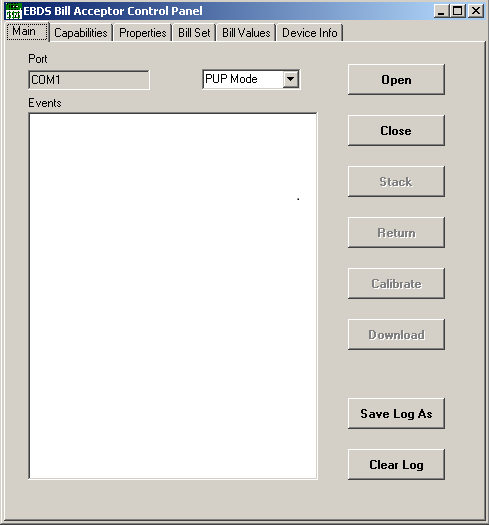 EBDS Bill Acceptor Control Panel
Main Capabilities Properties Bill Set Bill Values Device Info
Port
COM1 PUP Mode Open
Events
Close
Stack
Return
Calibrate
Download
Save Log As
Clear Log